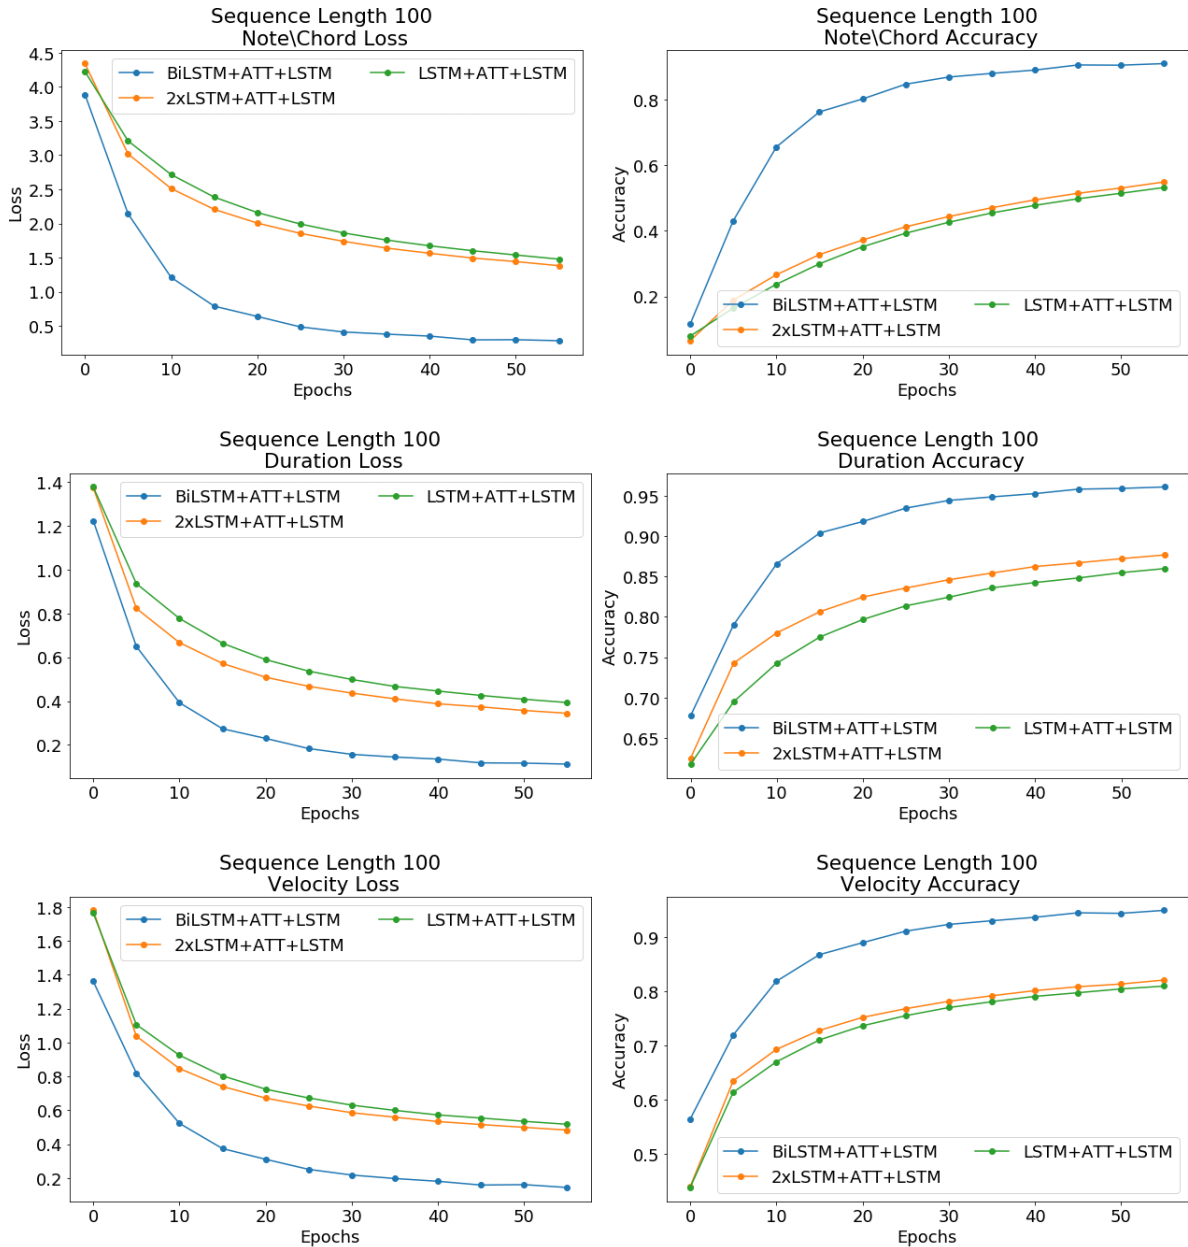 Sequence Length 100
Note\Chord Loss
4.5
4.0
3.5
3.0
2.5
2.0
1.5
1.0
0.5
Loss
BiLSTM+ATT+LSTM
2xLSTM+ATT+LSTM
LSTM+ATT+LSTM
0 10 20 30 40 50
Epochs
Sequence Length 100
Note\Chord Accuracy
0.8
0.6
0.4
0.2
Accuracy
BiLSTM+ATT+LSTM
2xLSTM+ATT+LSTM
LSTM+ATT+LSTM
0 10 20 30 40 50
Epochs
Sequence Length 100
Duration Loss
1.4
1.2
1.0
0.8
0.6
0.4
0.2
Loss
BiLSTM+ATT+LSTM
2xLSTM+ATT+LSTM
LSTM+ATT+LSTM
0 10 20 30 40 50
Epochs
Sequence Length 100
Duration Accuracy
0.95
0.90
0.85
0.80
0.75
0.70
0.65
Accuracy
BiLSTM+ATT+LSTM
2xLSTM+ATT+LSTM
LSTM+ATT+LSTM
0 10 20 30 40 50
Epochs
Sequence Length 100
Velocity Loss
1.8
1.6
1.4
1.2
1.0
0.8
0.6
0.4
0.2
Loss
BiLSTM+ATT+LSTM
2xLSTM+ATT+LSTM
LSTM+ATT+LSTM
0 10 20 30 40 50
Epochs
Sequence Length 100
Velocity Accuracy
0.9
0.8
0.7
0.6
0.5
Accuracy
BiLSTM+ATT+LSTM
2xLSTM+ATT+LSTM
LSTM+ATT+LSTM
0 10 20 30 40 50
Epochs